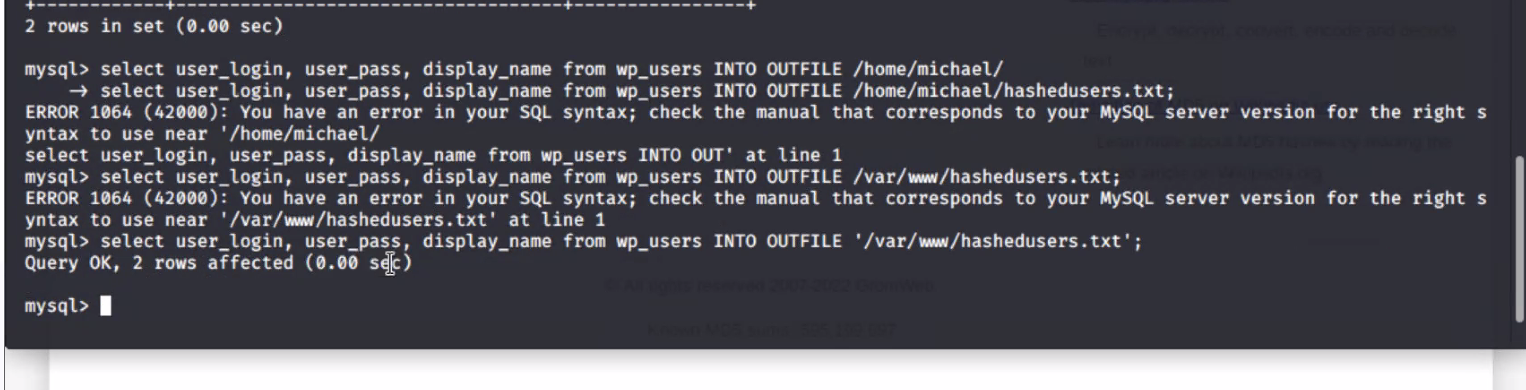 +------------+------------------------------------+----------------+
2 rows in set (0.00 sec)
mysql> select user_login, user_pass, display_name from wp_users INTO OUTFILE /home/michael/
    → select user_login, user_pass, display_name from wp_users INTO OUTFILE /home/michael/hashedusers.txt;
ERROR 1064 (42000): You have an error in your SQL syntax; check the manual that corresponds to your MySQL server version for the right s
yntax to use near '/home/michael/
select user_login, user_pass, display_name from wp_users INTO OUT' at line 1
mysql> select user_login, user_pass, display_name from wp_users INTO OUTFILE /var/www/hashedusers.txt;
ERROR 1064 (42000): You have an error in your SQL syntax; check the manual that corresponds to your MySQL server version for the right s
yntax to use near '/var/www/hashedusers.txt' at line 1
mysql> select user_login, user_pass, display_name from wp_users INTO OUTFILE '/var/www/hashedusers.txt';
Query OK, 2 rows affected (0.00 sec)
mysql>